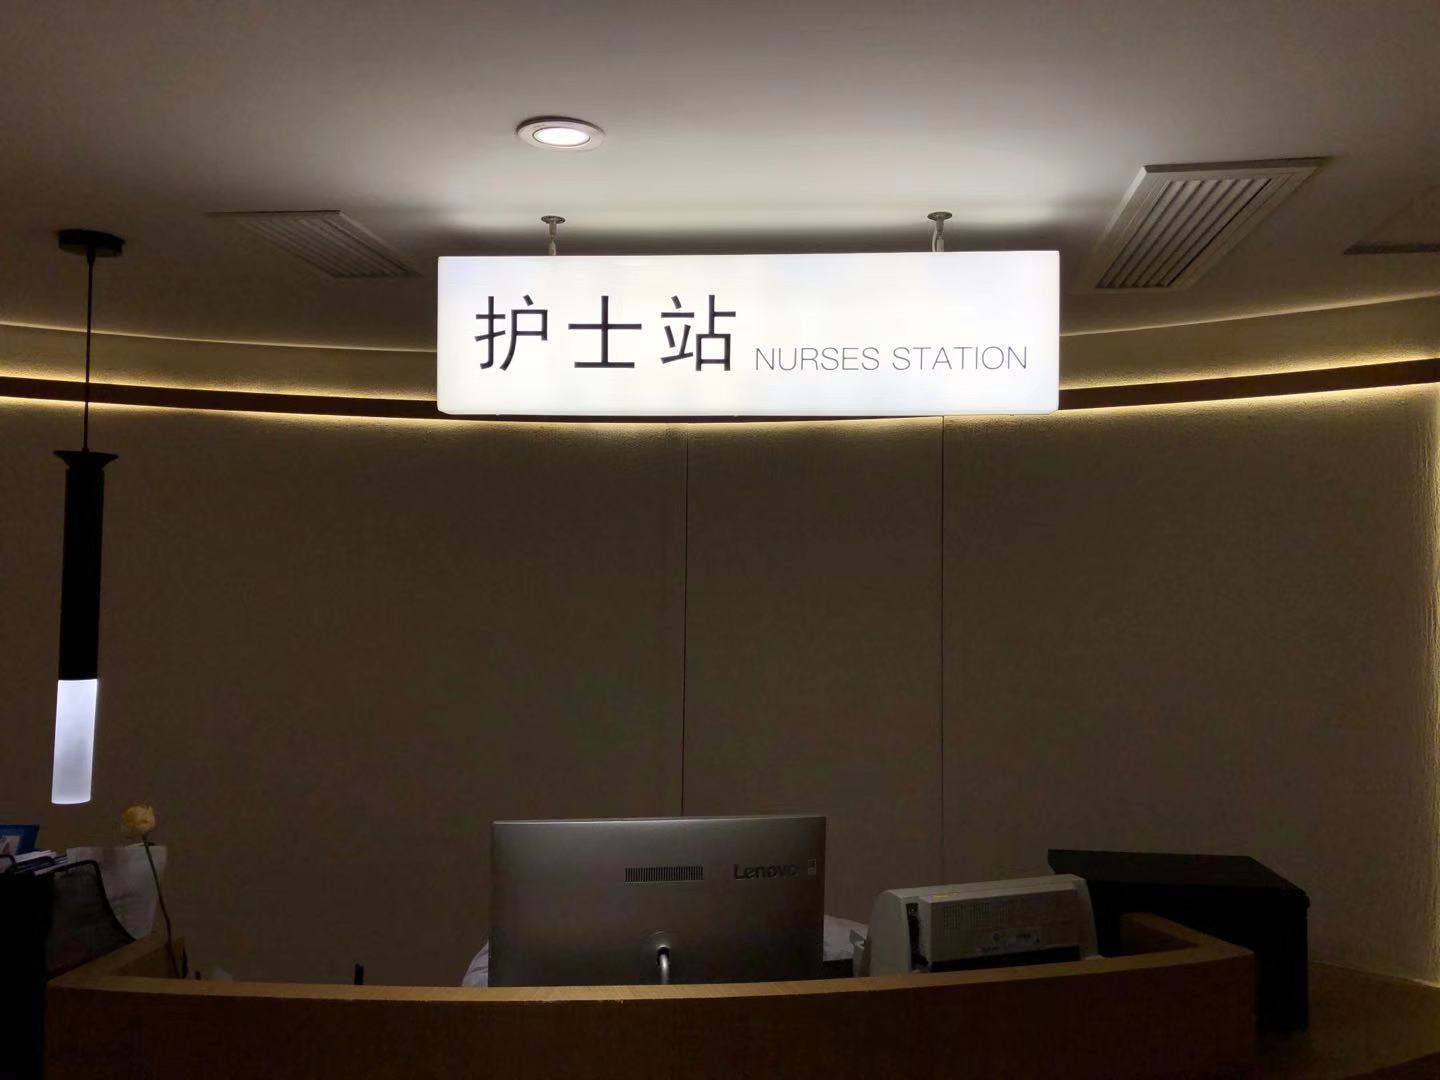 护士站 NURSES STATION
Lenovo